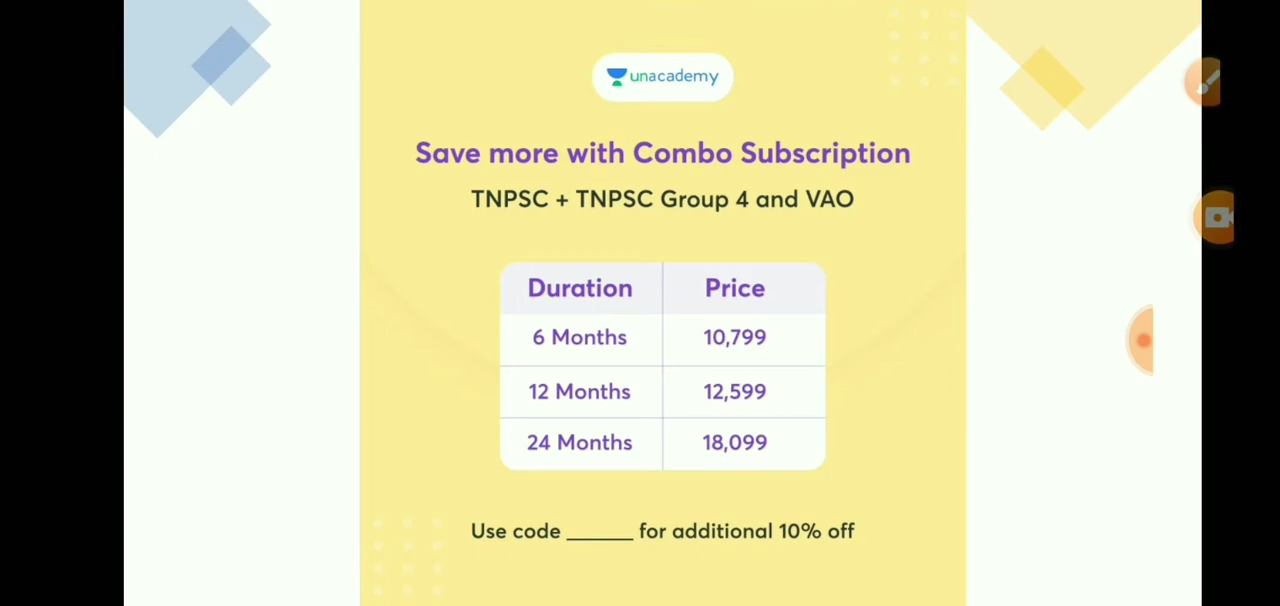 unacademy
Save more with Combo Subscription
TNPSC + TNPSC Group 4 and VAO
Duration Price
6 Months 10,799
12 Months 12,599
24 Months 18,099
Use code ______ for additional 10% off